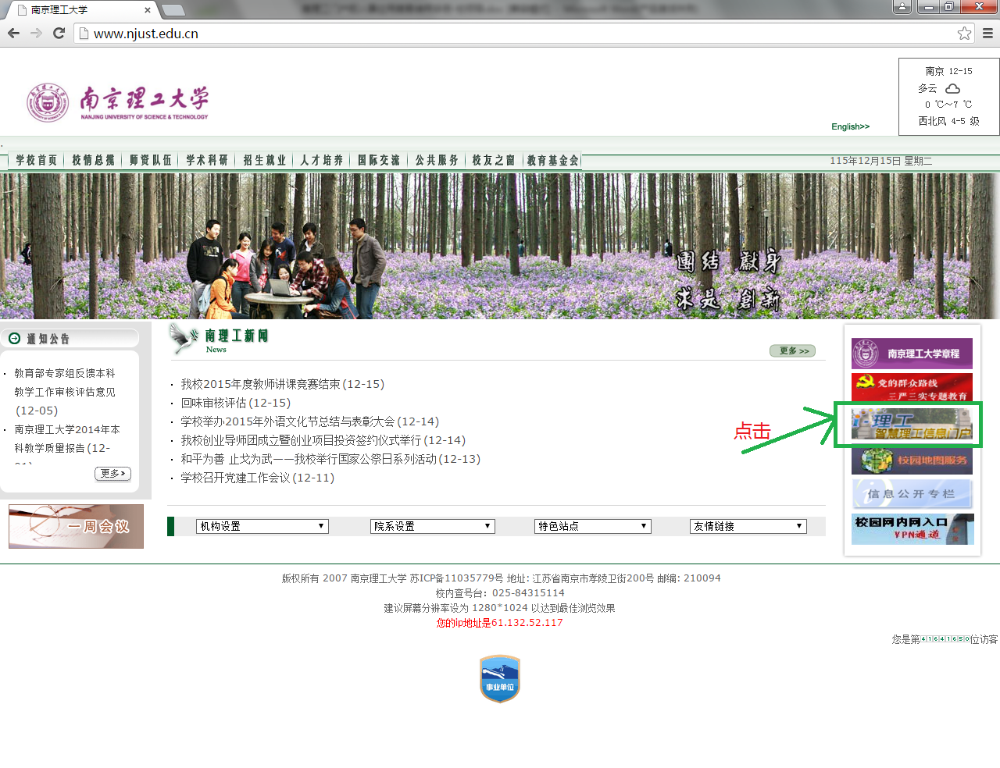 南京理工大学
www.njust.edu.cn
南京理工大学
NANJING UNIVERSITY OF SCIENCE & TECHNOLOGY
English>>
南京 12-15
多云
0 ℃～7 ℃
西北风 4-5 级
学校首页 校情总揽 师资队伍 学术科研 招生就业 人才培养 国际交流 公共服务 校友之窗 教育基金会
115年12月15日 星期二
團结 獻身
求是 創新
通知公告
教育部专家组反馈本科
教学工作审核评估意见
(12-05)
南京理工大学2014年本
科教学质量报告(12-
更多
一周会议
南理工新闻
News
更多 >>
我校2015年度教师讲课竞赛结束(12-15)
回味审核评估(12-15)
学校举办2015年外语文化节总结与表彰大会(12-14)
我校创业导师团成立暨创业项目投资签约仪式举行(12-14)
和平为善 止戈为武——我校举行国家公祭日系列活动(12-13)
学校召开党建工作会议(12-11)
机构设置 院系设置 特色站点 友情链接
点击
南京理工大学章程
党的群众路线
三严三实专题教育
i理工
智慧理工信息门户
校园地图服务
信息公开专栏
校园网内网入口
VPN通道
版权所有 2007 南京理工大学 苏ICP备11035779号 地址: 江苏省南京市孝陵卫街200号 邮编: 210094
校内查号台：025-84315114
建议屏幕分辨率设为 1280*1024 以达到最佳浏览效果
您的ip地址是61.132.52.117
您是第41641650位访客
事业单位